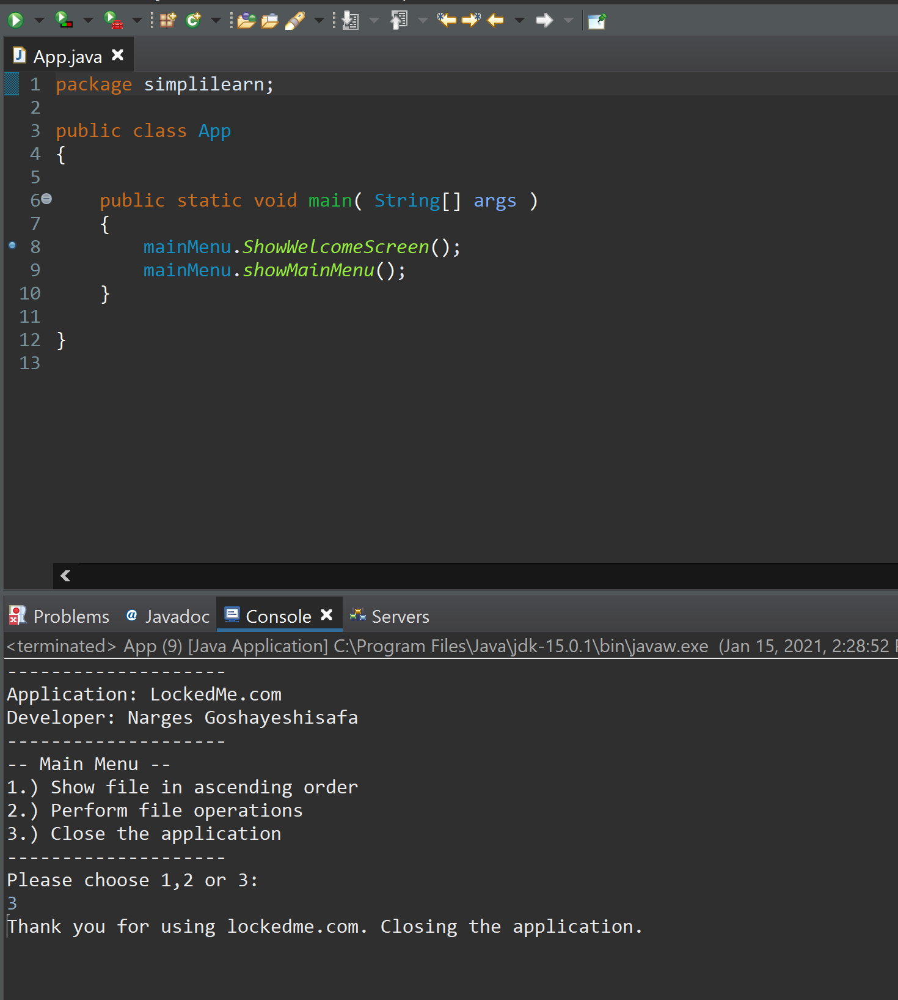 App.java
1 package simplilearn;
2
3 public class App
4 {
5
6     public static void main( String[] args )
7     {
8         mainMenu.ShowWelcomeScreen();
9         mainMenu.showMainMenu();
10     }
11
12 }
13
Problems @ Javadoc Console Servers
<terminated> App (9) [Java Application] C:\Program Files\Java\jdk-15.0.1\bin\javaw.exe (Jan 15, 2021, 2:28:52
--------------------
Application: LockedMe.com
Developer: Narges Goshayeshisafa
--------------------
-- Main Menu --
1.) Show file in ascending order
2.) Perform file operations
3.) Close the application
--------------------
Please choose 1,2 or 3:
3
Thank you for using lockedme.com. Closing the application.